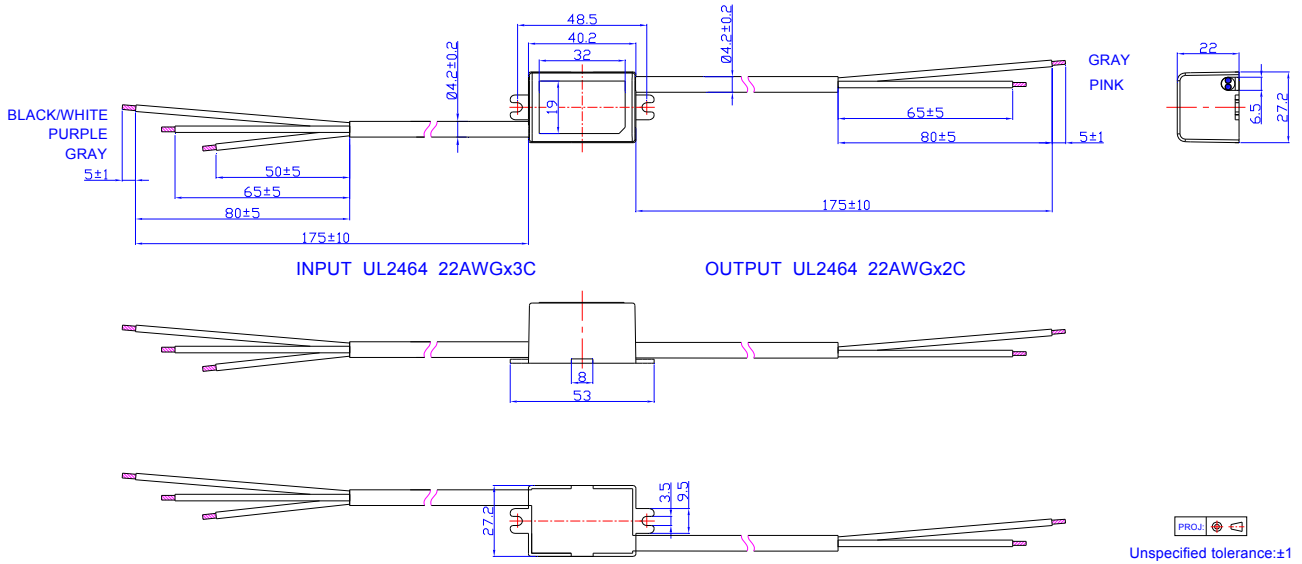 48.5
40.2
32
Ø4.2±0.2
Ø4.2±0.2
22
GRAY
PINK
19
6.5
27.2
BLACK/WHITE
PURPLE
GRAY
65±5
80±5
5±1
5±1
50±5
65±5
80±5
175±10
175±10
INPUT UL2464 22AWGx3C
OUTPUT UL2464 22AWGx2C
8
53
27.2
3.5
9.5
PROJ:
Unspecified tolerance:±1